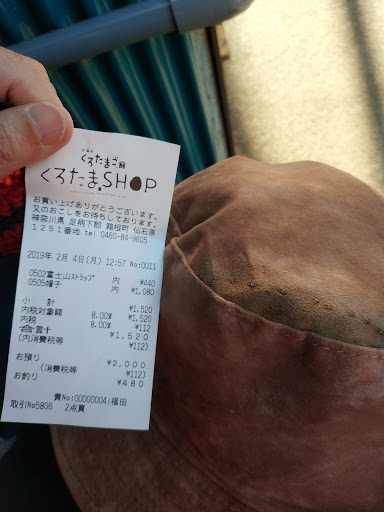 くろたまご館
くろたま SHOP
お買い上げありがとうございます。
又のおこしをお待ちしております。
神奈川県 足柄下郡 箱根町 仙石原
1251番地 tel 0460-84-9605
2019年 2月 4日(月) 12:57 No:0011
0502富士山ストラップ 内 ¥440
0505帽子 内 ¥1,080
小 計 ¥1,520
内税対象額 8.00% ¥1,520
内税 8.00% ¥112
合計 ¥1,520
(内消費税等 ¥112)
お預り ¥2,000
(消費税等 ¥112)
お釣り ¥480
責No:00000004:福田
取引No5806 2点買